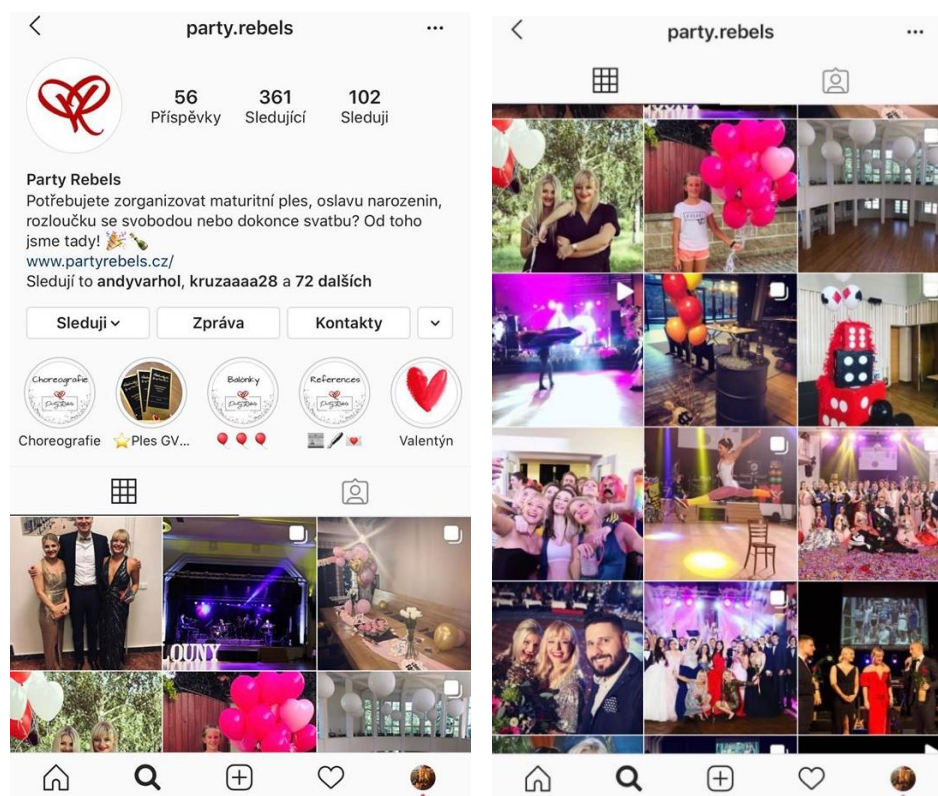 party.rebels
56
Příspěvky
361
Sledující
102
Sleduji
Party Rebels
Potřebujete zorganizovat maturitní ples, oslavu narozenin,
rozloučku se svobodou nebo dokonce svatbu? Od toho
jsme tady! 🎉🍾
www.partyrebels.cz/
Sledují to andyvarhol, kruzaaaa28 a 72 dalších
Sleduji
Zpráva
Kontakty
Choreografie
Balónky
References
Choreografie
⭐Ples GV...
🎈🎈🎈
Valentýn
LOUNY
party.rebels